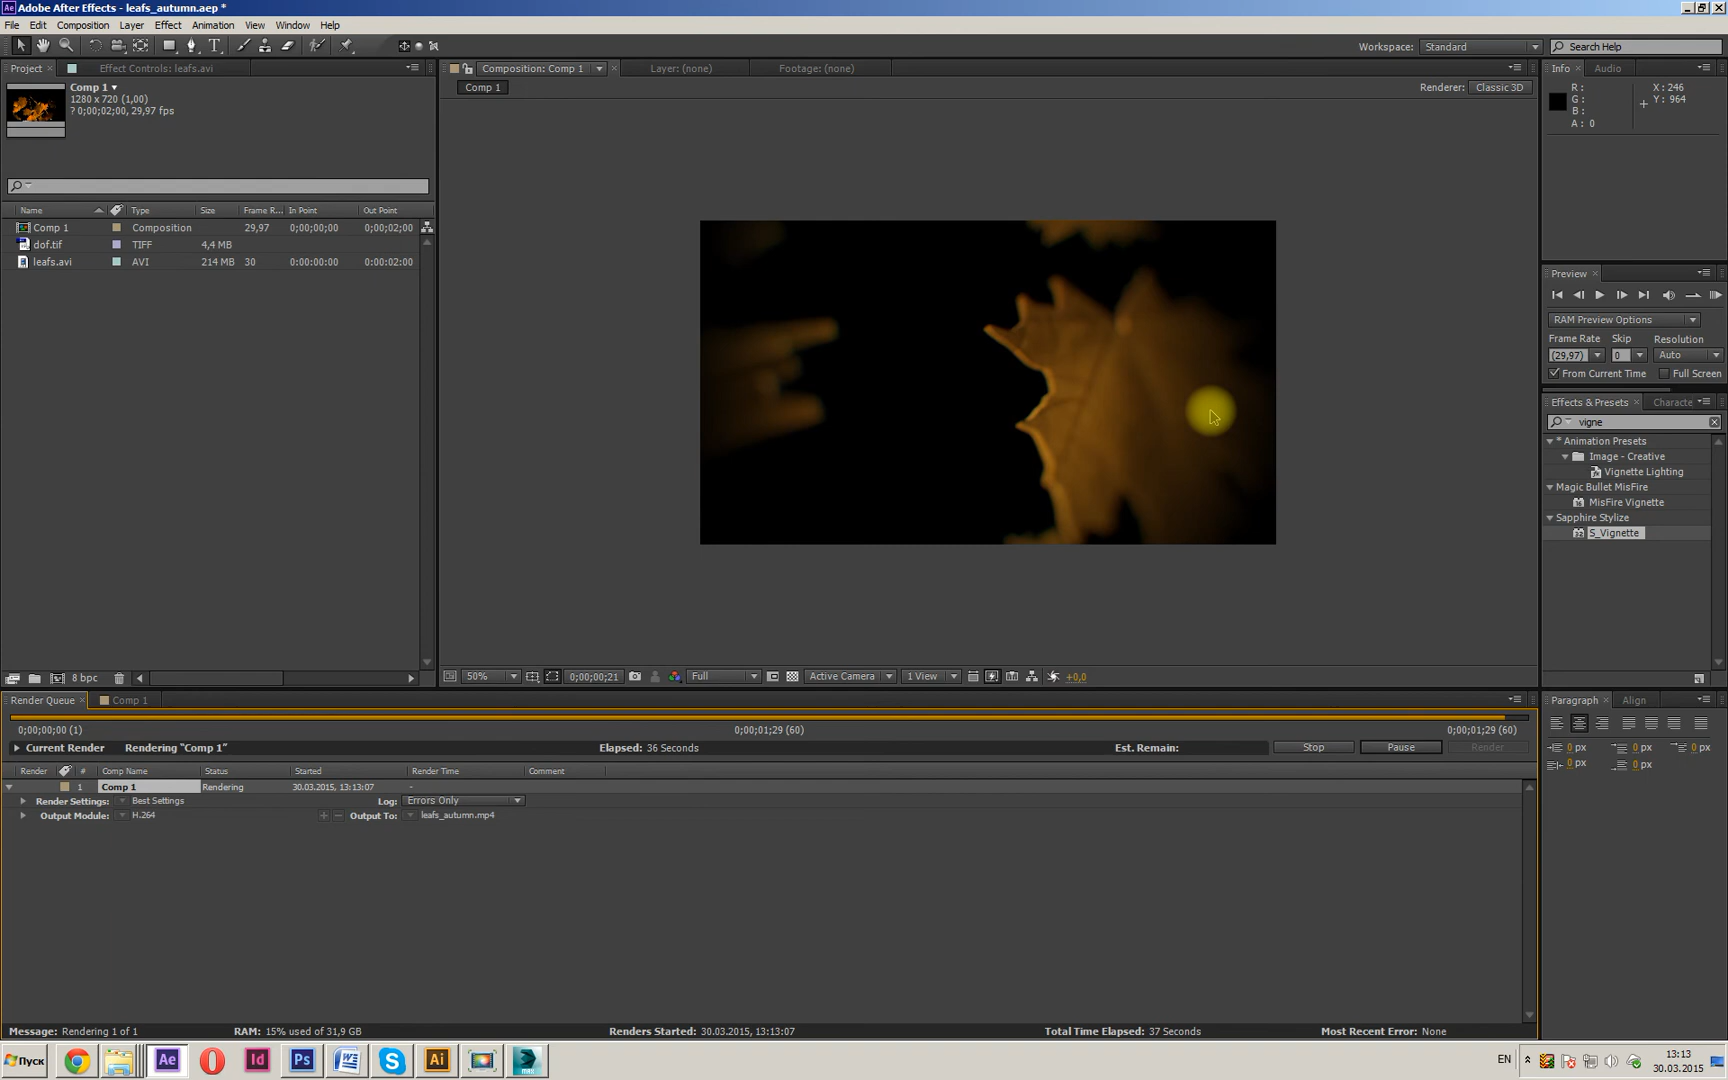 Adobe After Effects - leafs_autumn.aep *
File Edit Composition Layer Effect Animation View Window Help
Workspace: Standard Search Help
Project Effect Controls: leafs.avi
Comp 1
1280 x 720 (1,00)
? 0;00;02;00, 29,97 fps
Name Type Size Frame R... In Point Out Point
Comp 1 Composition 29,97 0;00;00;00 0;00;02;00
dof.tif TIFF 4,4 MB
leafs.avi AVI 214 MB 30 0:00:00:00 0:00:02:00
8 bpc
Composition: Comp 1 Layer: (none) Footage: (none)
Comp 1 Renderer: Classic 3D
50% 0;00;00;21 Full Active Camera 1 View +0,0
Info Audio
R : X : 246
G : Y : 964
B :
A : 0
Preview
RAM Preview Options
Frame Rate Skip Resolution
(29,97) 0 Auto
From Current Time Full Screen
Effects & Presets Characte
vigne
* Animation Presets
Image - Creative
Vignette Lighting
Magic Bullet MisFire
MisFire Vignette
Sapphire Stylize
S_Vignette
Render Queue Comp 1
0;00;00;00 (1) 0;00;01;29 (60) 0;00;01;29 (60)
Current Render Rendering "Comp 1" Elapsed: 36 Seconds Est. Remain: Stop Pause Render
Render # Comp Name Status Started Render Time Comment
1 Comp 1 Rendering 30.03.2015, 13:13:07 -
Render Settings: Best Settings Log: Errors Only
Output Module: H.264 + − Output To: leafs_autumn.mp4
Paragraph Align
0 px 0 px 0 px
0 px 0 px
Message: Rendering 1 of 1 RAM: 15% used of 31,9 GB Renders Started: 30.03.2015, 13:13:07 Total Time Elapsed: 37 Seconds Most Recent Error: None
Пуск Ae Id Ps W S Ai MAX EN 13:13
30.03.2015